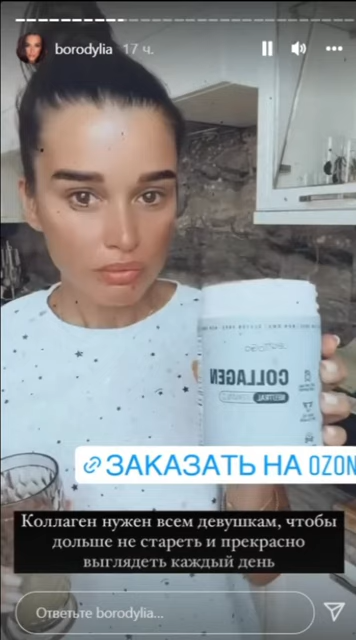 borodylia 17 ч.
COLLAGEN
NEUTRAL
ЗАКАЗАТЬ НА OZON
Коллаген нужен всем девушкам, чтобы
дольше не стареть и прекрасно
выглядеть каждый день
Ответьте borodylia...